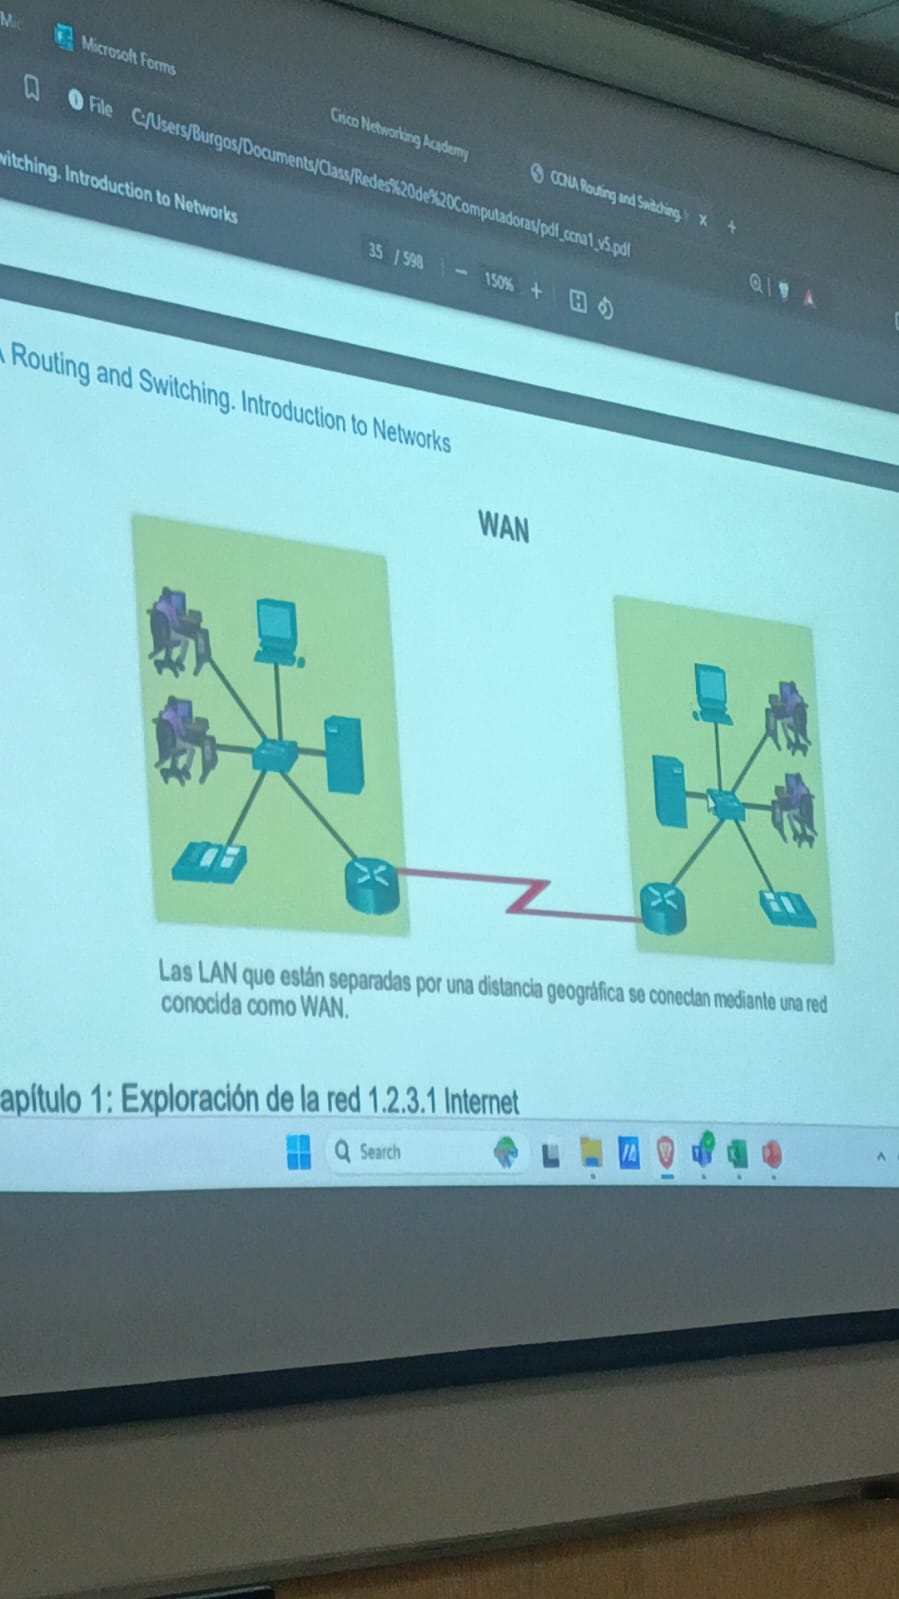 Microsoft Forms
Cisco Networking Academy
CCNA Routing and Switching.
File C:/Users/Burgos/Documents/Class/Redes%20de%20Computadoras/pdf_ccna1_v5.pdf
witching. Introduction to Networks
35 / 598
150%
Routing and Switching. Introduction to Networks
WAN
Las LAN que están separadas por una distancia geográfica se conectan mediante una red
conocida como WAN.
apítulo 1: Exploración de la red 1.2.3.1 Internet
Search